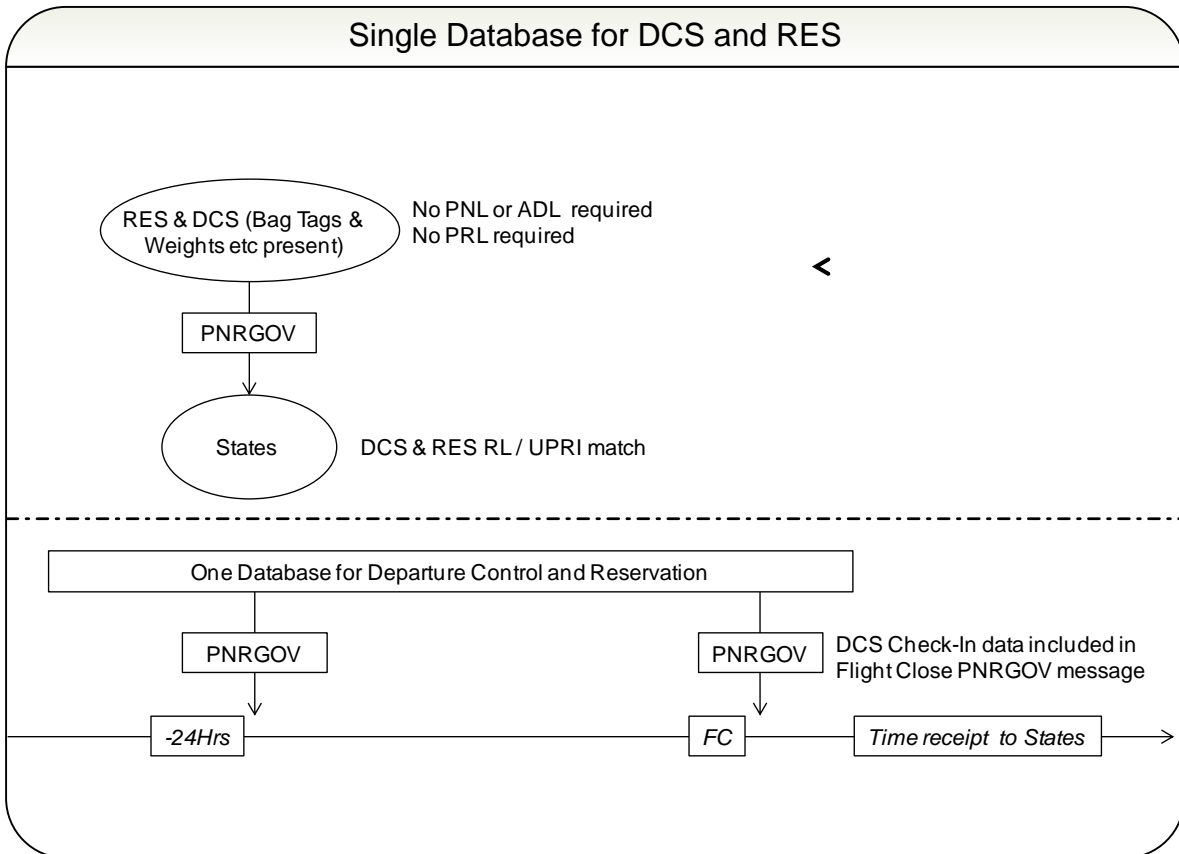 Single Database for DCS and RES
RES & DCS (Bag Tags &
Weights etc present)
No PNL or ADL required
No PRL required
<
PNRGOV
States
DCS & RES RL / UPRI match
One Database for Departure Control and Reservation
PNRGOV
PNRGOV
DCS Check-In data included in
Flight Close PNRGOV message
-24Hrs
FC
Time receipt to States